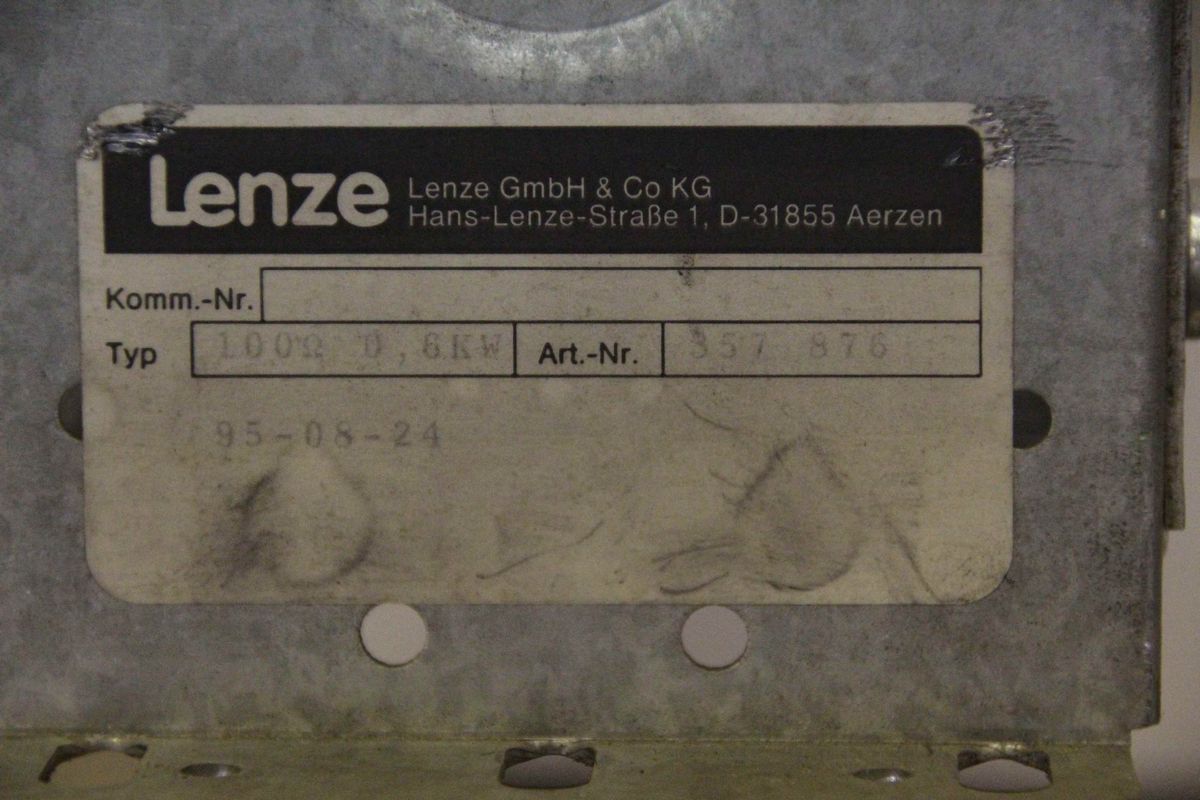 Lenze
Lenze GmbH & Co KG
Hans-Lenze-Straße 1, D-31855 Aerzen
Komm.-Nr.
Typ 100Ω 0,6KW Art.-Nr. 357 876
95-08-24